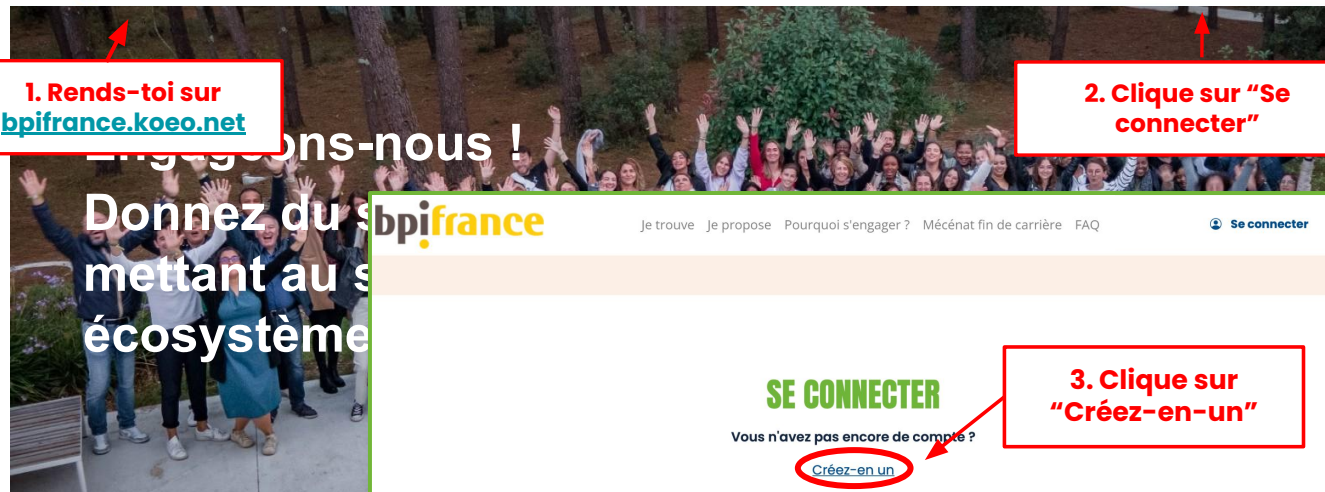 1. Rends-toi sur
bpifrance.koeo.net
2. Clique sur “Se
connecter”
Engageons-nous !
Donnez du
mettant au
écosystème
bpifrance
Je trouve Je propose Pourquoi s'engager ? Mécénat fin de carrière FAQ
Se connecter
SE CONNECTER
Vous n'avez pas encore de compte ?
Créez-en un
3. Clique sur
“Créez-en-un”